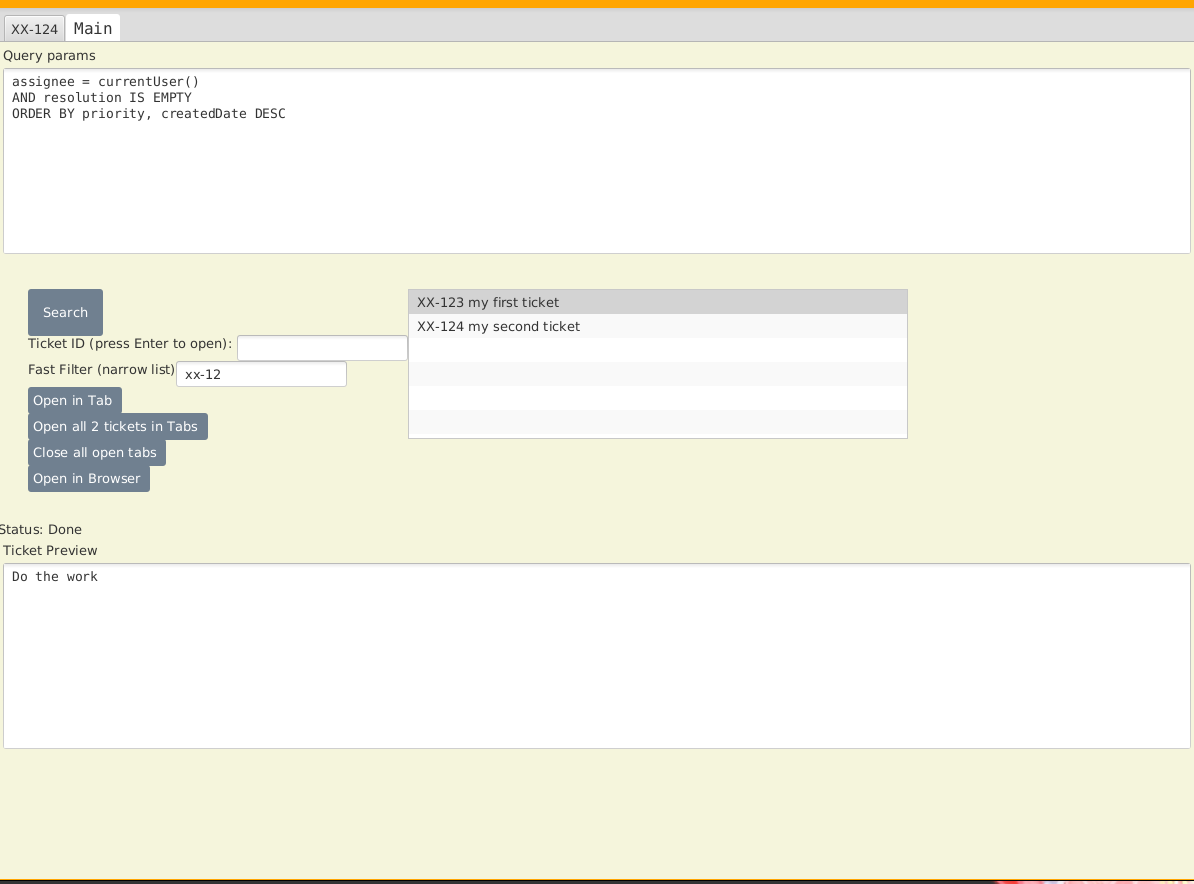 XX-124 Main
Query params
assignee = currentUser()
AND resolution IS EMPTY
ORDER BY priority, createdDate DESC
Search
Ticket ID (press Enter to open):
Fast Filter (narrow list) xx-12
Open in Tab
Open all 2 tickets in Tabs
Close all open tabs
Open in Browser
XX-123 my first ticket
XX-124 my second ticket
Status: Done
Ticket Preview
Do the work